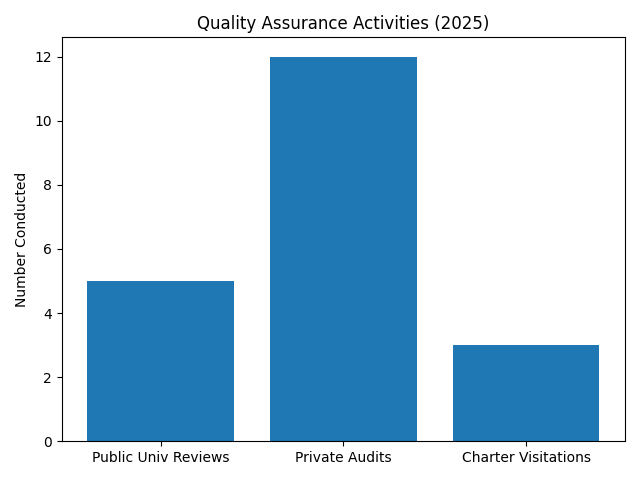 Quality Assurance Activities (2025)
Number Conducted
12
10
8
6
4
2
0
Public Univ Reviews
Private Audits
Charter Visitations